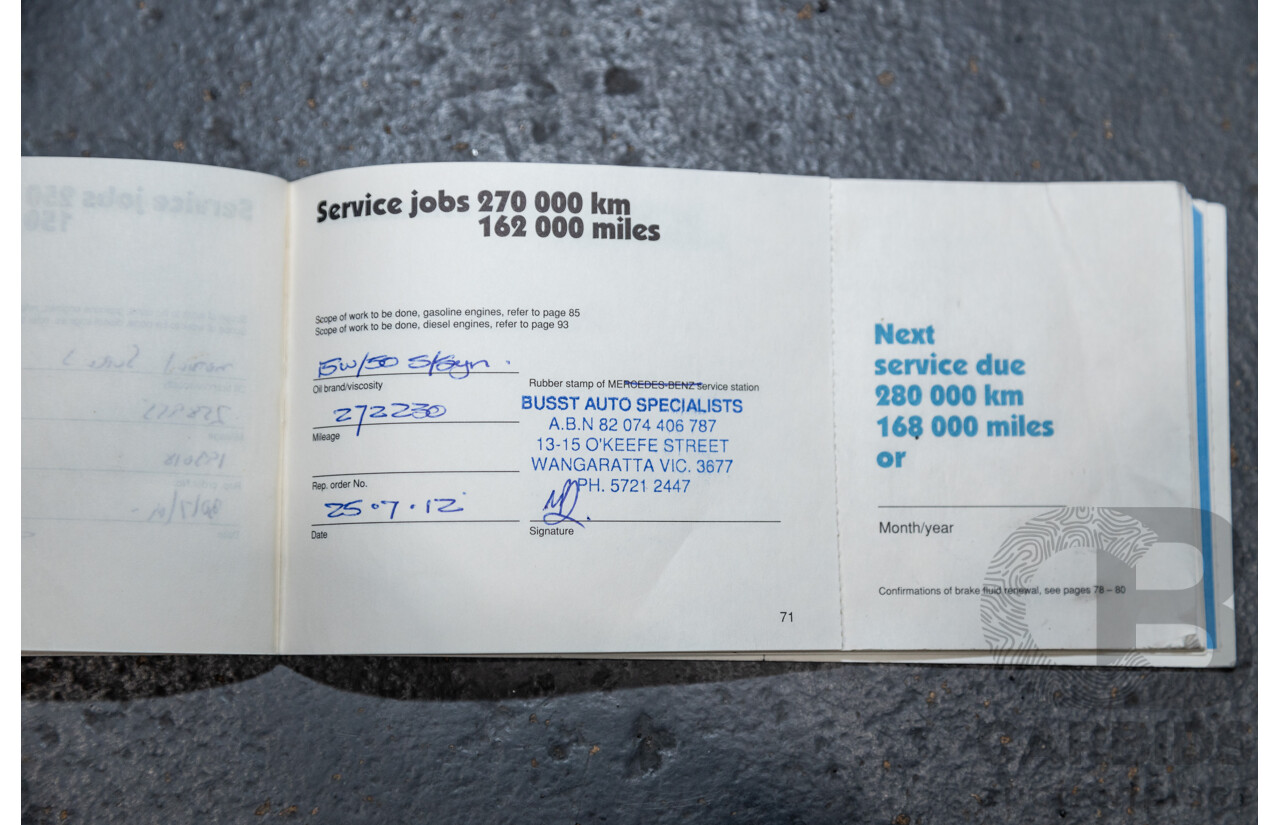 Service jobs 270 000 km
162 000 miles
Scope of work to be done, gasoline engines, refer to page 85
Scope of work to be done, diesel engines, refer to page 93
15w/50 S/Syn.
Oil brand/viscosity
272230
Mileage
Rep. order No.
25.7.12
Date
Rubber stamp of MERCEDES-BENZ service station
BUSST AUTO SPECIALISTS
A.B.N 82 074 406 787
13-15 O'KEEFE STREET
WANGARATTA VIC. 3677
PH. 5721 2447
Signature
71
Next
service due
280 000 km
168 000 miles
or
Month/year
Confirmations of brake fluid renewal, see pages 78 – 80